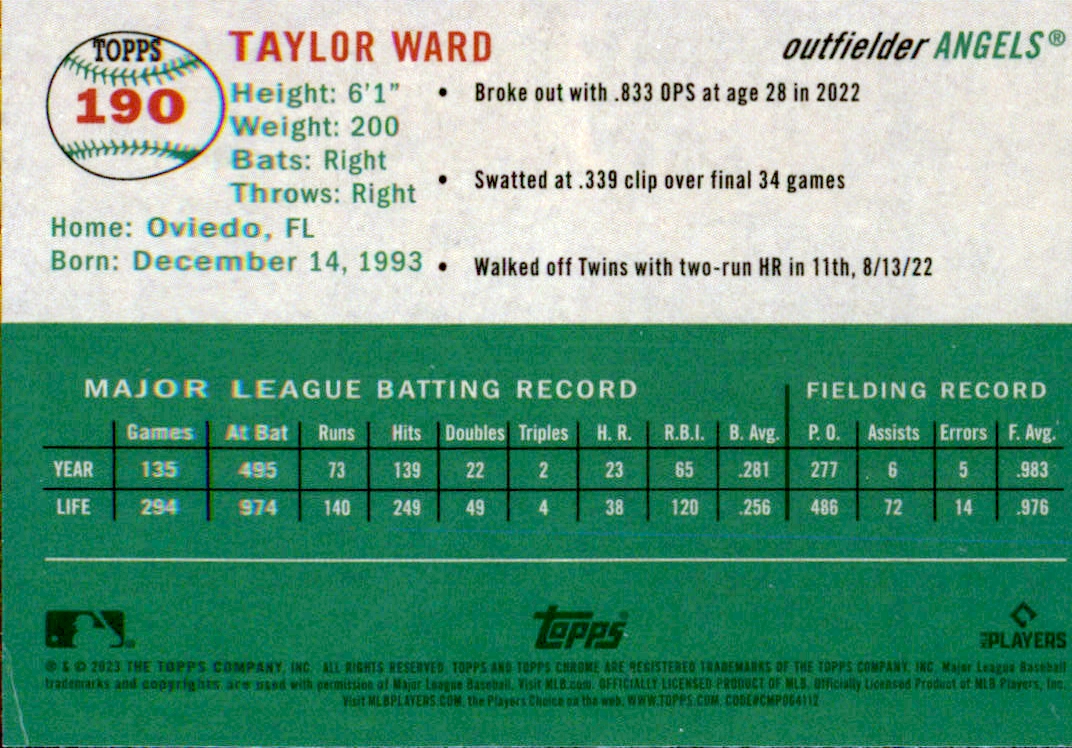 TOPPS
190
TAYLOR WARD
outfielder ANGELS®
Height: 6'1"
Weight: 200
Bats: Right
Throws: Right
Home: Oviedo, FL
Born: December 14, 1993
• Broke out with .833 OPS at age 28 in 2022
• Swatted at .339 clip over final 34 games
• Walked off Twins with two-run HR in 11th, 8/13/22
MAJOR LEAGUE BATTING RECORD FIELDING RECORD
Games At Bat Runs Hits Doubles Triples H. R. R.B.I. B. Avg. P. O. Assists Errors F. Avg.
YEAR 135 495 73 139 22 2 23 65 .281 277 6 5 .983
LIFE 294 974 140 249 49 4 38 120 .256 486 72 14 .976
topps®
PLAYERS
® & © 2023 THE TOPPS COMPANY, INC. ALL RIGHTS RESERVED. TOPPS AND TOPPS CHROME ARE REGISTERED TRADEMARKS OF THE TOPPS COMPANY, INC. Major League Baseball
trademarks and copyrights are used with permission of Major League Baseball. Visit MLB.com. OFFICIALLY LICENSED PRODUCT OF MLB. Officially Licensed Product of MLB Players, Inc.
Visit MLBPLAYERS.COM, the Players Choice on the web. WWW.TOPPS.COM. CODE#CMP064112